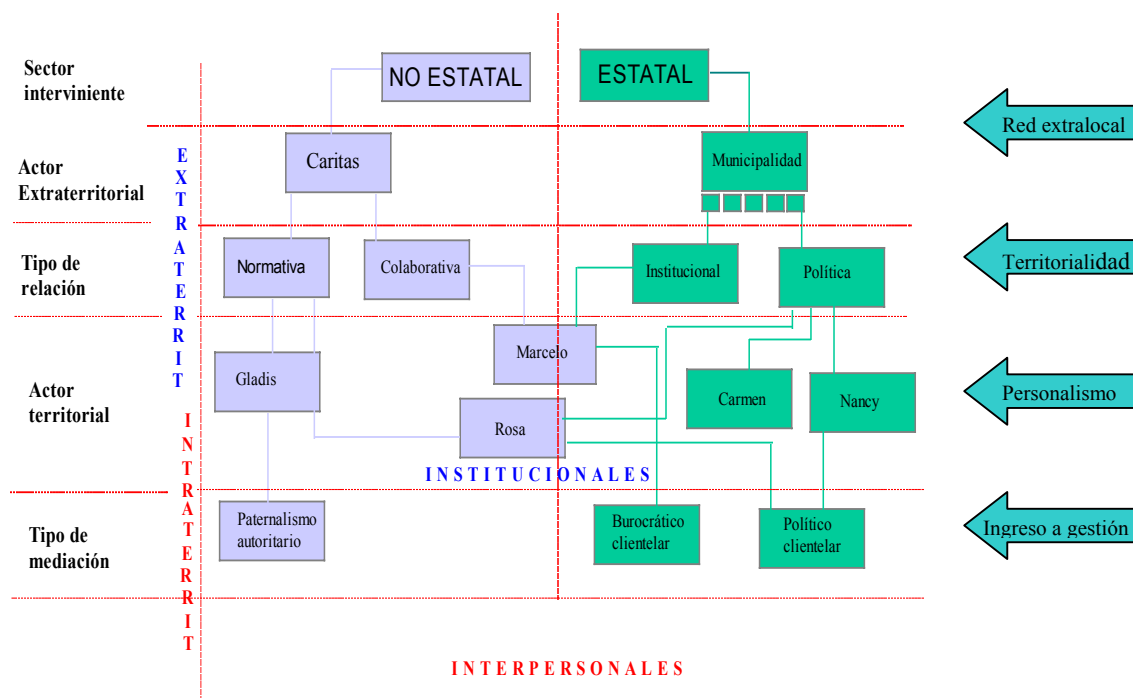 Sector
interviniente
NO ESTATAL
ESTATAL
Red extralocal
Actor
Extraterritorial
Caritas
Municipalidad
EXTRATERRIT
Tipo de
relación
Normativa
Colaborativa
Institucional
Política
Territorialidad
Actor
territorial
Gladis
Marcelo
Rosa
Carmen
Nancy
Personalismo
INSTITUCIONALES
INTRATERRIT
Tipo de
mediación
Paternalismo
autoritario
Burocrático
clientelar
Político
clientelar
Ingreso a gestión
INTERPERSONALES